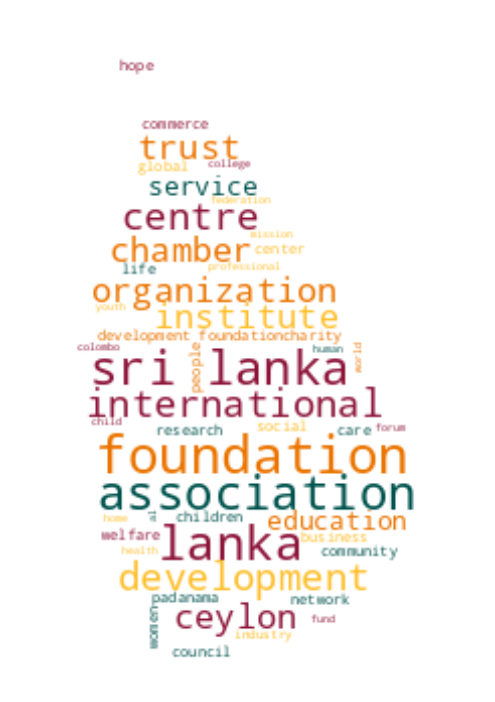 hope
commerce
trust
global college
service
federation
centre
mission
chamber center
life professional
organization
youth
institute
development foundation charity
colombo human
people world
sri lanka
international
child
research social care forum
foundation
association
home al children education
welfare lanka business
health community
development
padanama network
women ceylon fund
industry
council